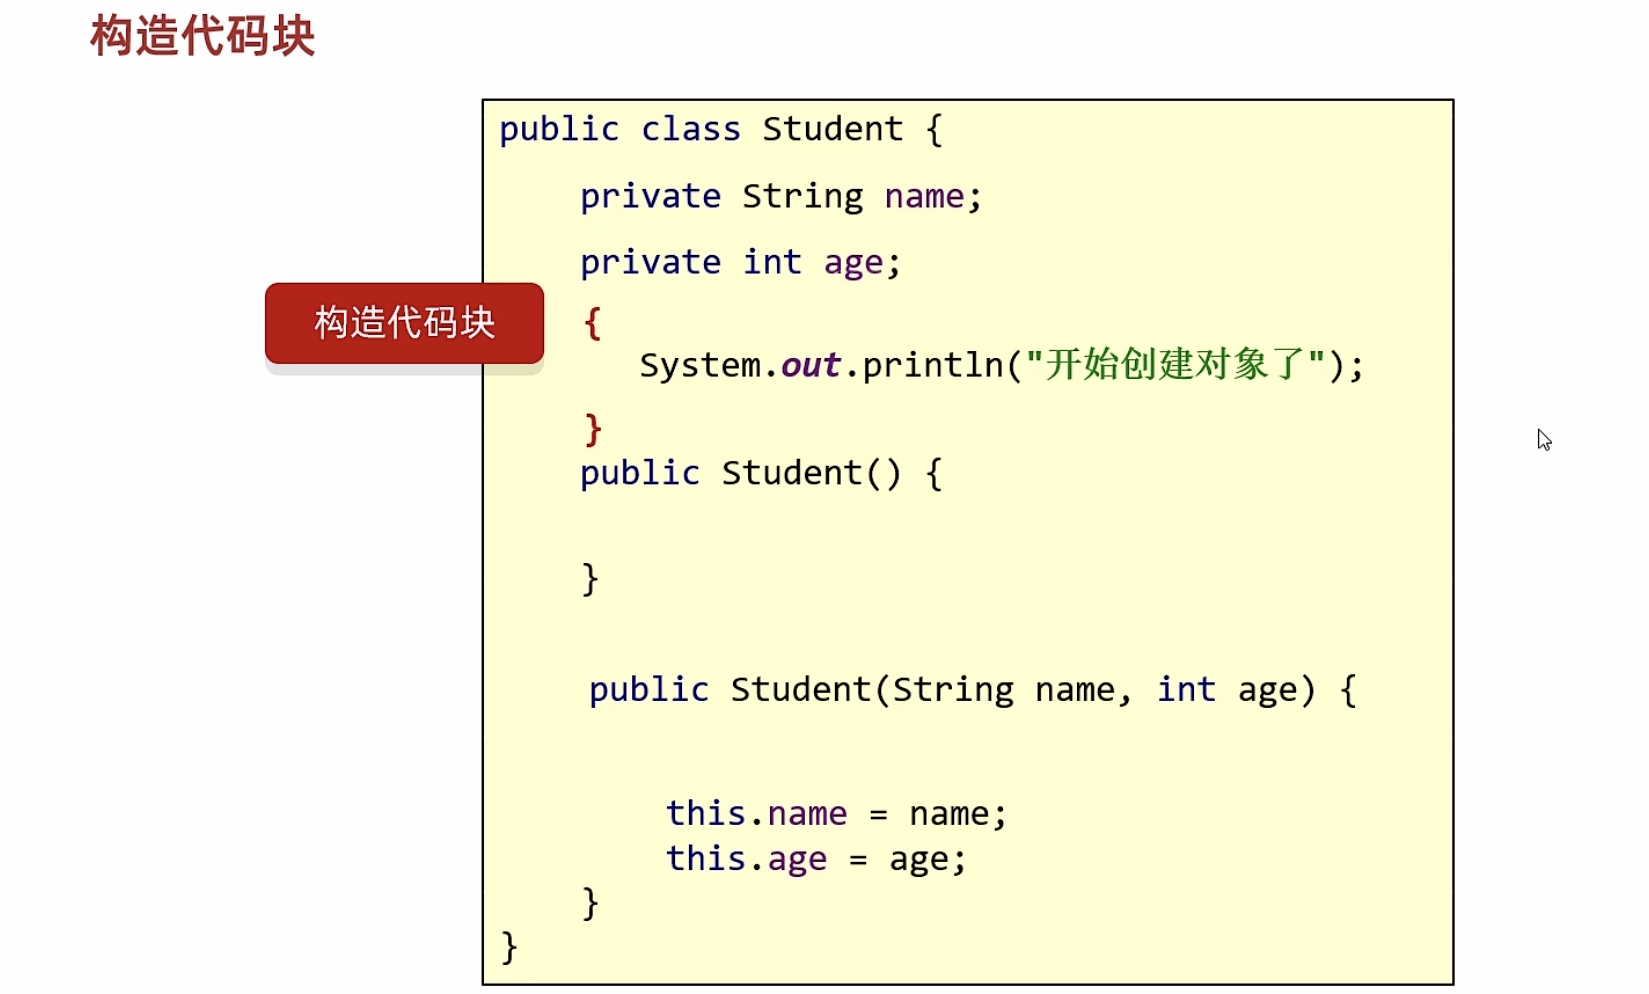 构造代码块
public class Student {
private String name;
private int age;
构造代码块
{
System.out.println("开始创建对象了");
}
public Student() {
}
public Student(String name, int age) {
this.name = name;
this.age = age;
}
}